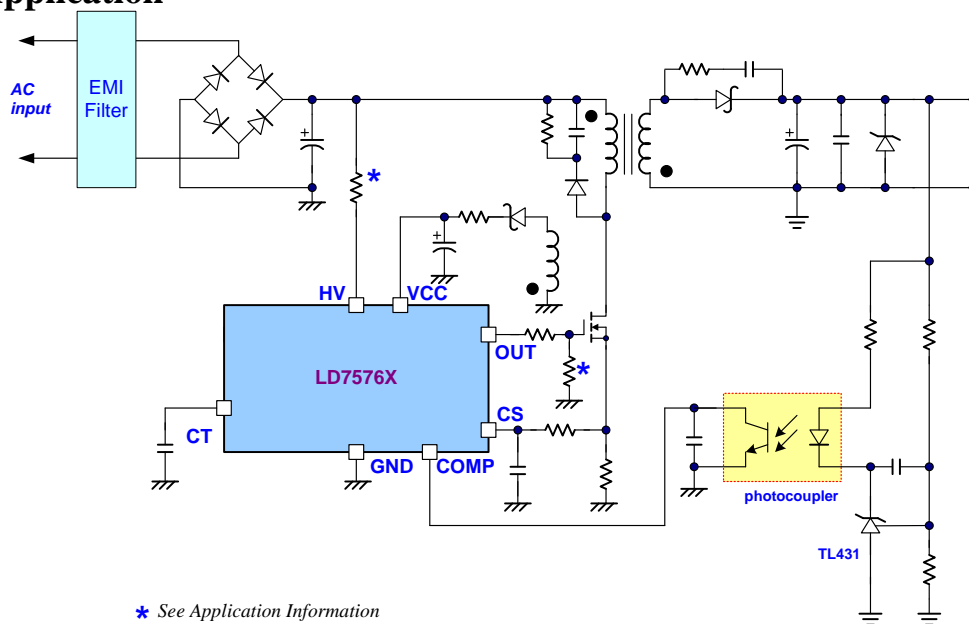 Application
AC
input
EMI
Filter
*
HV
VCC
OUT
*
LD7576X
CS
CT
GND
COMP
photocoupler
TL431
* See Application Information